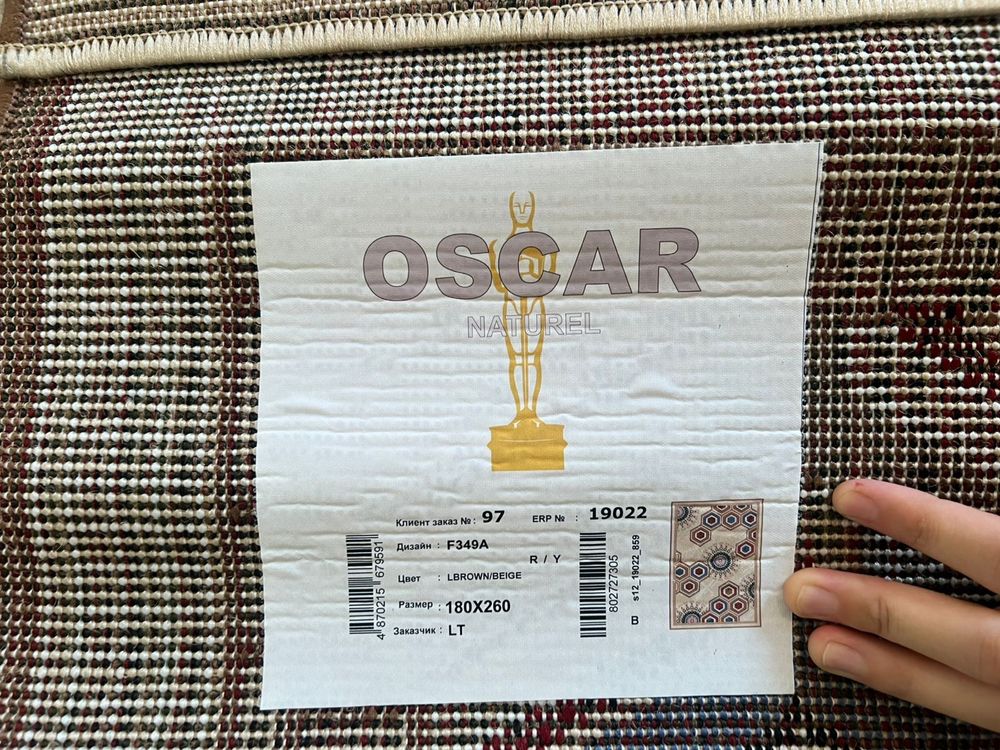 OSCAR
NATUREL
Клиент заказ №: 97 ERP № : 19022
Дизайн : F349A
R / Y
Цвет : LBROWN/BEIGE
Размер : 180X260
Заказчик : LT
4 870215 679591
802727305
s12_19022_859
B